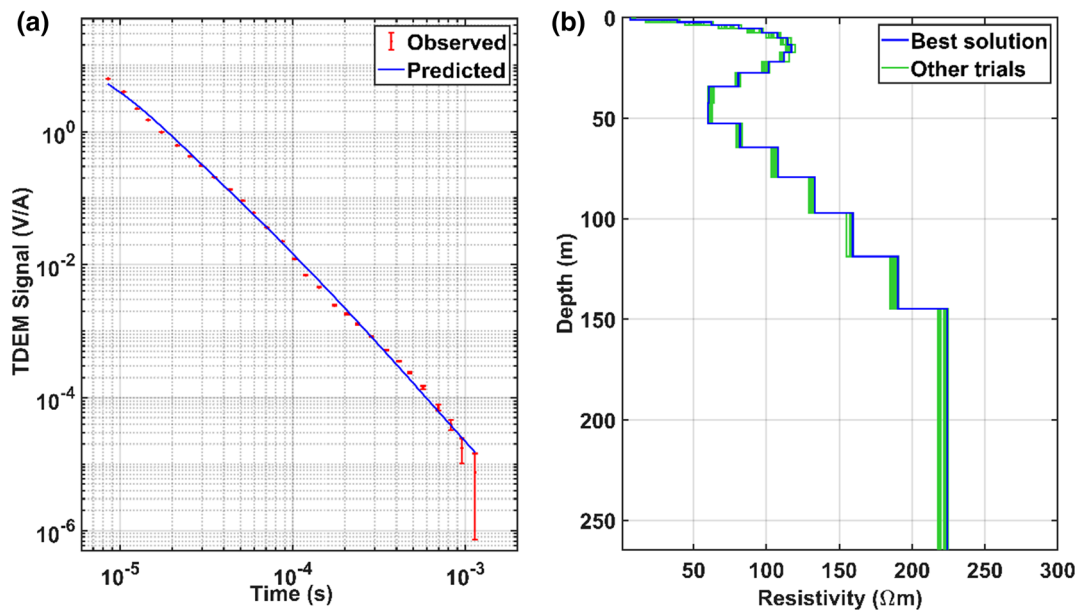 (a)
Observed
Predicted
10^0
10^-2
10^-4
10^-6
TDEM Signal (V/A)
10^-5
10^-4
10^-3
Time (s)
(b)
Best solution
Other trials
0
50
100
150
200
250
Depth (m)
50
100
150
200
250
300
Resistivity (Ωm)